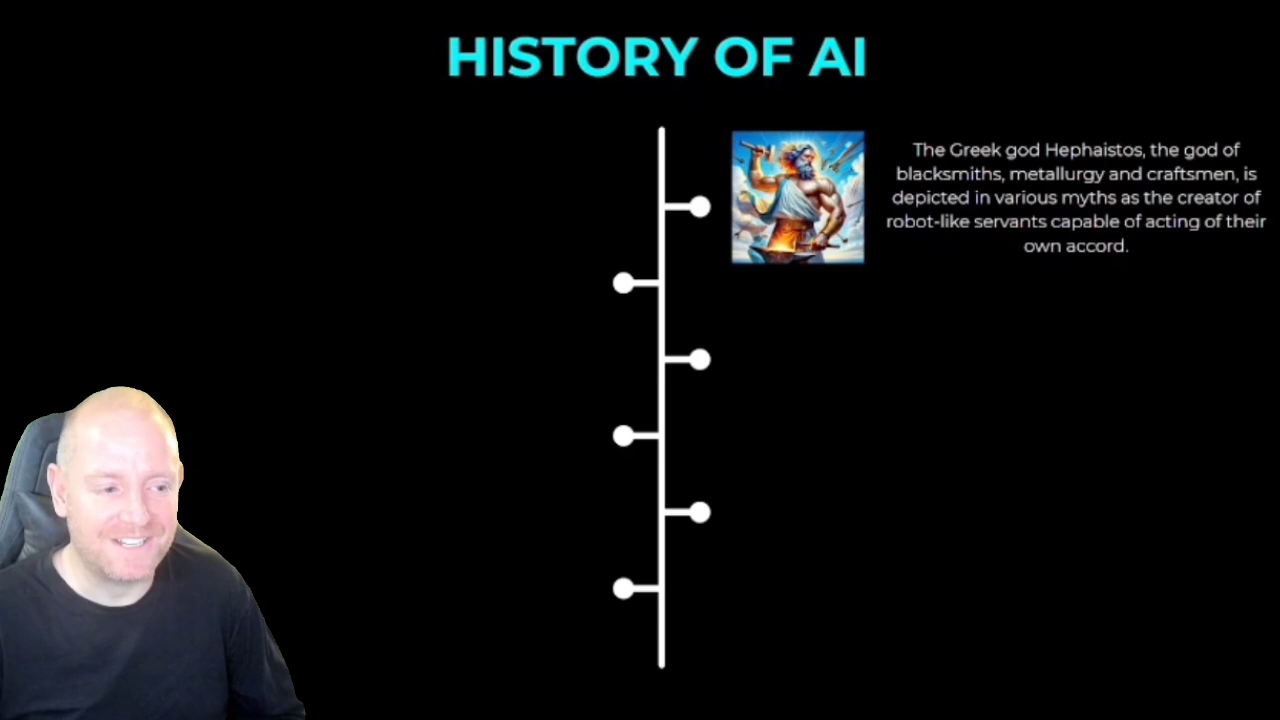 HISTORY OF AI
The Greek god Hephaistos, the god of
blacksmiths, metallurgy and craftsmen, is
depicted in various myths as the creator of
robot-like servants capable of acting of their
own accord.